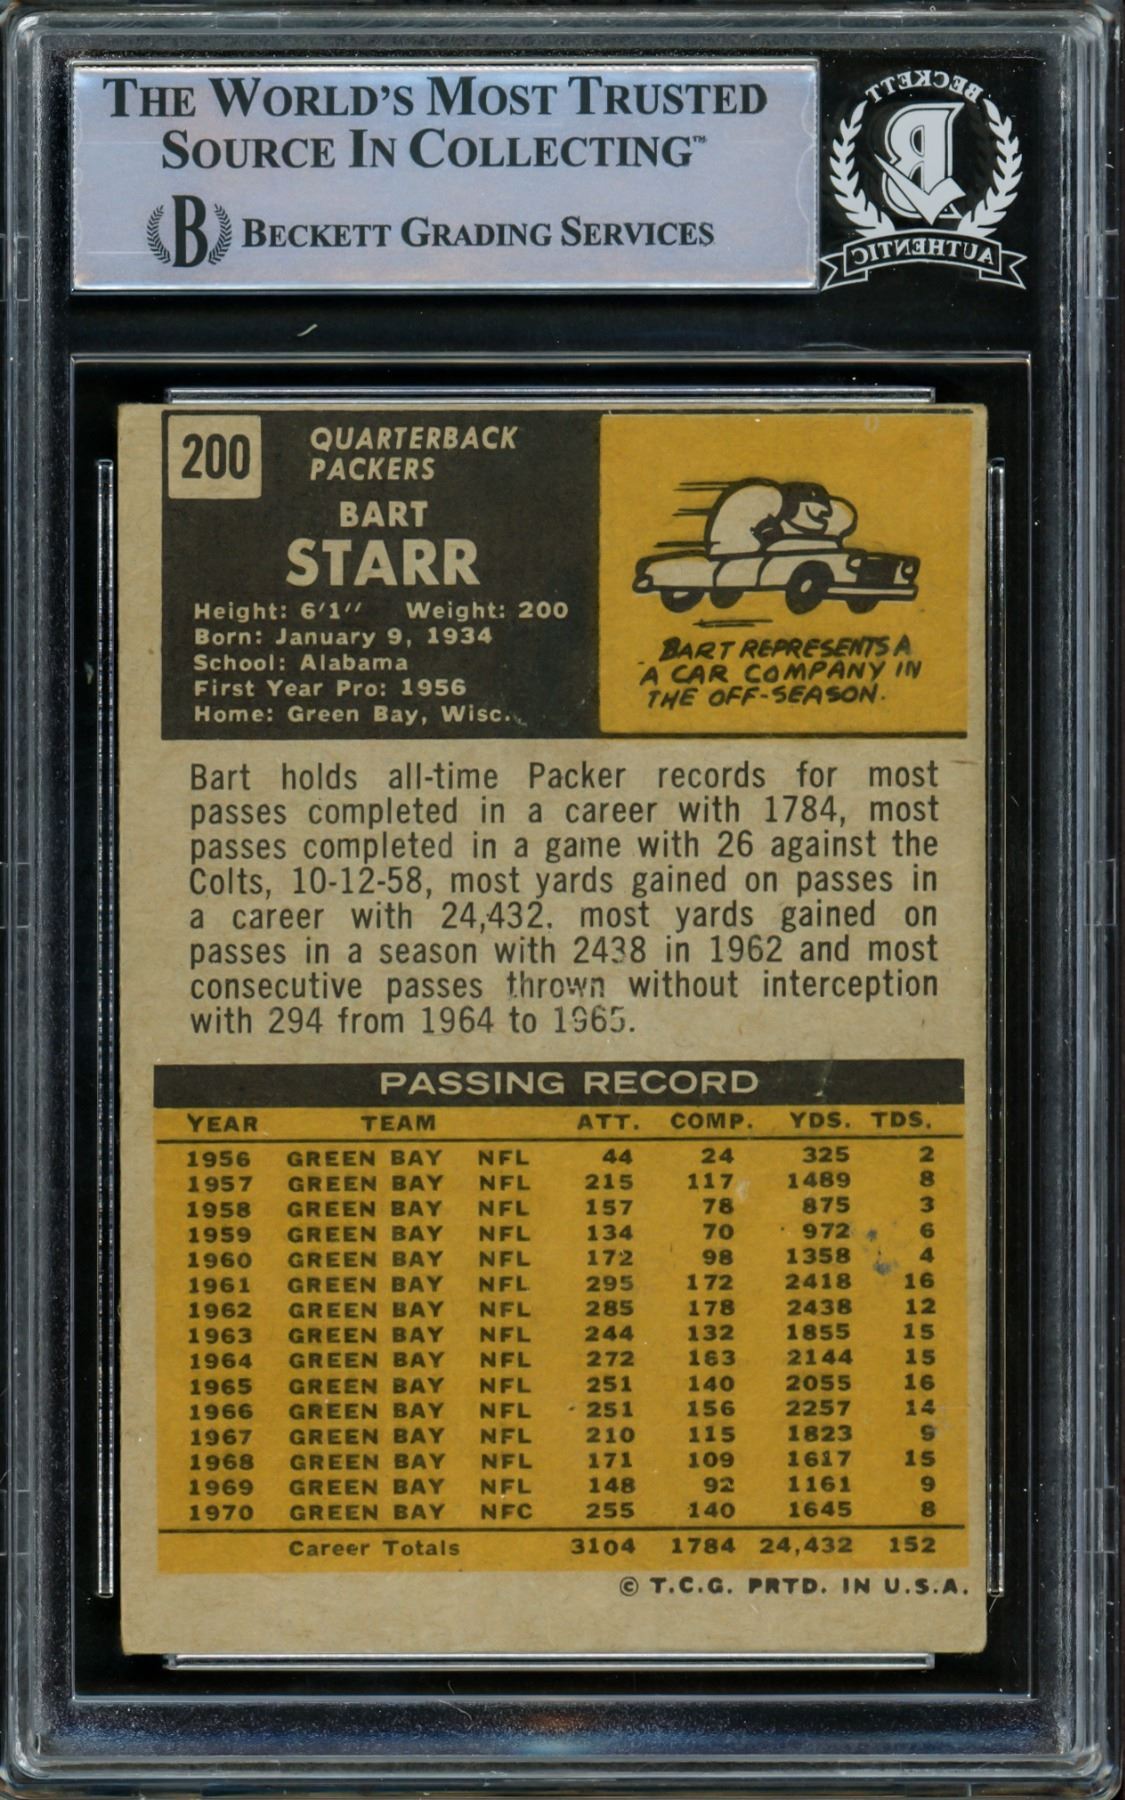 THE WORLD'S MOST TRUSTED
SOURCE IN COLLECTING™
B BECKETT GRADING SERVICES
BECKETT
B
AUTHENTIC
200
QUARTERBACK
PACKERS
BART
STARR
Height: 6'1" Weight: 200
Born: January 9, 1934
School: Alabama
First Year Pro: 1956
Home: Green Bay, Wisc.
BART REPRESENTS A
A CAR COMPANY IN
THE OFF-SEASON.
Bart holds all-time Packer records for most
passes completed in a career with 1784, most
passes completed in a game with 26 against the
Colts, 10-12-58, most yards gained on passes in
a career with 24,432. most yards gained on
passes in a season with 2438 in 1962 and most
consecutive passes thrown without interception
with 294 from 1964 to 1965.
PASSING RECORD
YEAR TEAM ATT. COMP. YDS. TDS.
1956 GREEN BAY NFL 44 24 325 2
1957 GREEN BAY NFL 215 117 1489 8
1958 GREEN BAY NFL 157 78 875 3
1959 GREEN BAY NFL 134 70 972 6
1960 GREEN BAY NFL 172 98 1358 4
1961 GREEN BAY NFL 295 172 2418 16
1962 GREEN BAY NFL 285 178 2438 12
1963 GREEN BAY NFL 244 132 1855 15
1964 GREEN BAY NFL 272 163 2144 15
1965 GREEN BAY NFL 251 140 2055 16
1966 GREEN BAY NFL 251 156 2257 14
1967 GREEN BAY NFL 210 115 1823 9
1968 GREEN BAY NFL 171 109 1617 15
1969 GREEN BAY NFL 148 92 1161 9
1970 GREEN BAY NFC 255 140 1645 8
Career Totals 3104 1784 24,432 152
© T.C.G. PRTD. IN U.S.A.